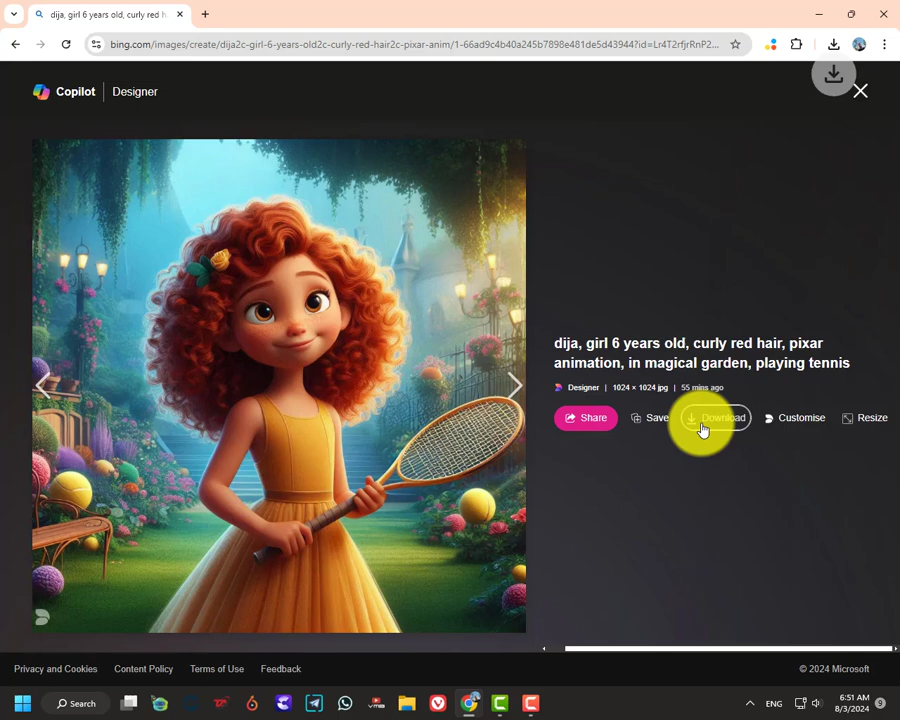 dija, girl 6 years old, curly red h
bing.com/images/create/dija2c-girl-6-years-old2c-curly-red-hair2c-pixar-anim/1-66ad9c4b40a245b7898e481de5d43944?id=Lr4T2rfjrRnP2...
Copilot | Designer
dija, girl 6 years old, curly red hair, pixar
animation, in magical garden, playing tennis
Designer | 1024 × 1024 jpg | 55 mins ago
Share Save Download Customise Resize
Privacy and Cookies Content Policy Terms of Use Feedback © 2024 Microsoft
Search ENG 6:51 AM
8/3/2024